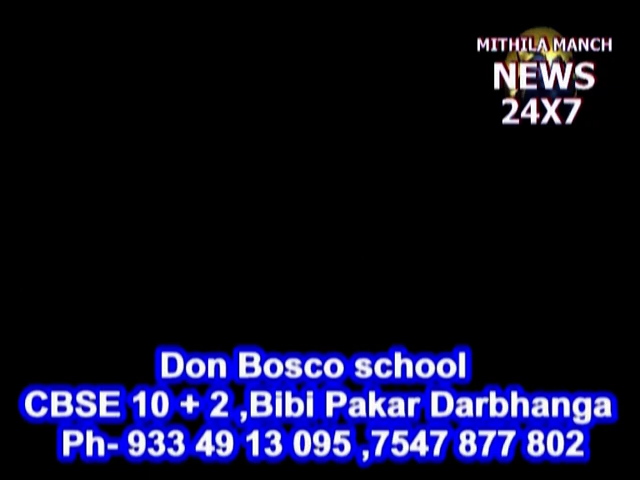 MITHILA MANCH
NEWS
24X7
Don Bosco school
CBSE 10 + 2 ,Bibi Pakar Darbhanga
Ph- 933 49 13 095 ,7547 877 802